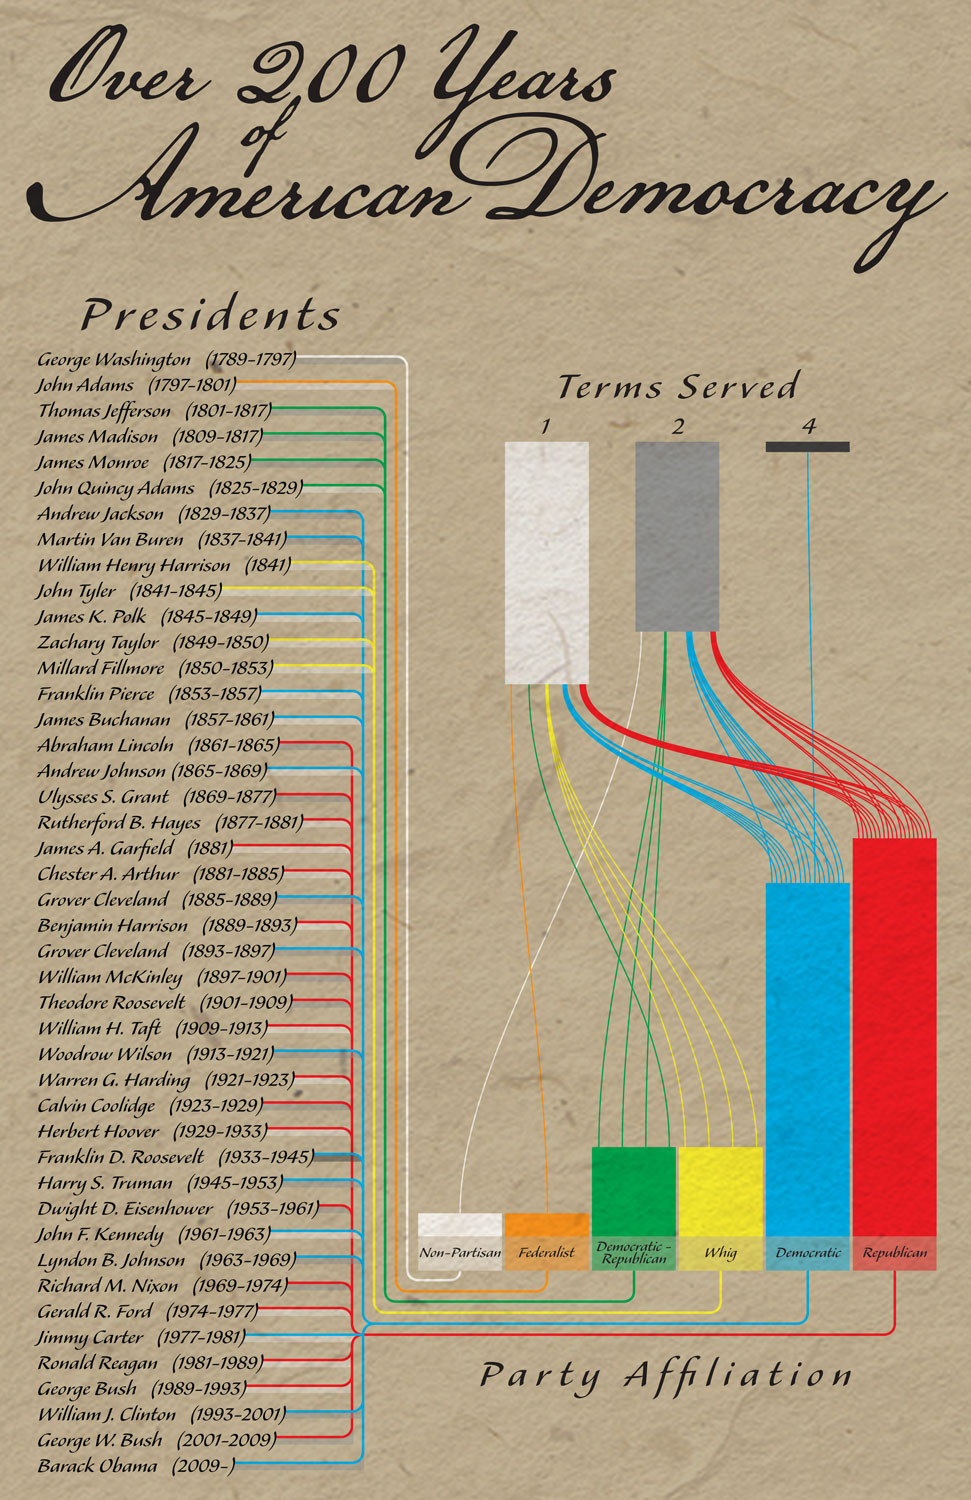 Over 200 Years
of
American Democracy
Presidents
George Washington (1789-1797)
John Adams (1797-1801)
Thomas Jefferson (1801-1817)
James Madison (1809-1817)
James Monroe (1817-1825)
John Quincy Adams (1825-1829)
Andrew Jackson (1829-1837)
Martin Van Buren (1837-1841)
William Henry Harrison (1841)
John Tyler (1841-1845)
James K. Polk (1845-1849)
Zachary Taylor (1849-1850)
Millard Fillmore (1850-1853)
Franklin Pierce (1853-1857)
James Buchanan (1857-1861)
Abraham Lincoln (1861-1865)
Andrew Johnson (1865-1869)
Ulysses S. Grant (1869-1877)
Rutherford B. Hayes (1877-1881)
James A. Garfield (1881)
Chester A. Arthur (1881-1885)
Grover Cleveland (1885-1889)
Benjamin Harrison (1889-1893)
Grover Cleveland (1893-1897)
William McKinley (1897-1901)
Theodore Roosevelt (1901-1909)
William H. Taft (1909-1913)
Woodrow Wilson (1913-1921)
Warren G. Harding (1921-1923)
Calvin Coolidge (1923-1929)
Herbert Hoover (1929-1933)
Franklin D. Roosevelt (1933-1945)
Harry S. Truman (1945-1953)
Dwight D. Eisenhower (1953-1961)
John F. Kennedy (1961-1963)
Lyndon B. Johnson (1963-1969)
Richard M. Nixon (1969-1974)
Gerald R. Ford (1974-1977)
Jimmy Carter (1977-1981)
Ronald Reagan (1981-1989)
George Bush (1989-1993)
William J. Clinton (1993-2001)
George W. Bush (2001-2009)
Barack Obama (2009-)
Terms Served
1 2 4
Non-Partisan
Federalist
Democratic -
Republican
Whig
Democratic
Republican
Party Affiliation